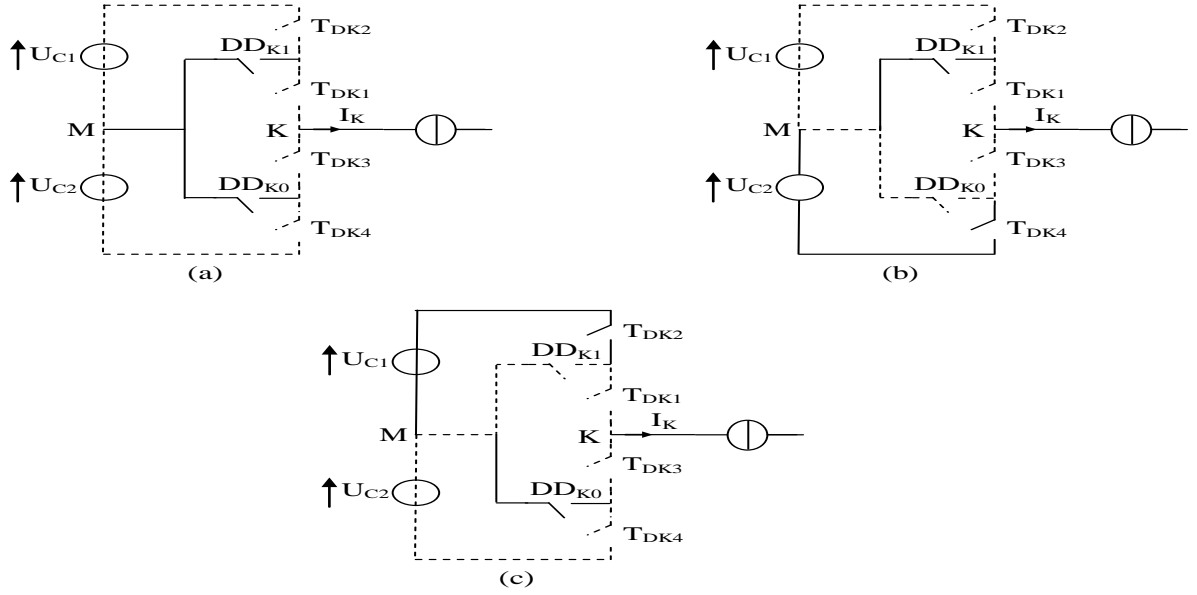 T_DK2
U_C1
DD_K1
T_DK1
M
K
I_K
T_DK3
U_C2
DD_K0
T_DK4
(a)
T_DK2
U_C1
DD_K1
T_DK1
M
K
I_K
T_DK3
U_C2
DD_K0
T_DK4
(b)
T_DK2
U_C1
DD_K1
T_DK1
M
K
I_K
T_DK3
U_C2
DD_K0
T_DK4
(c)